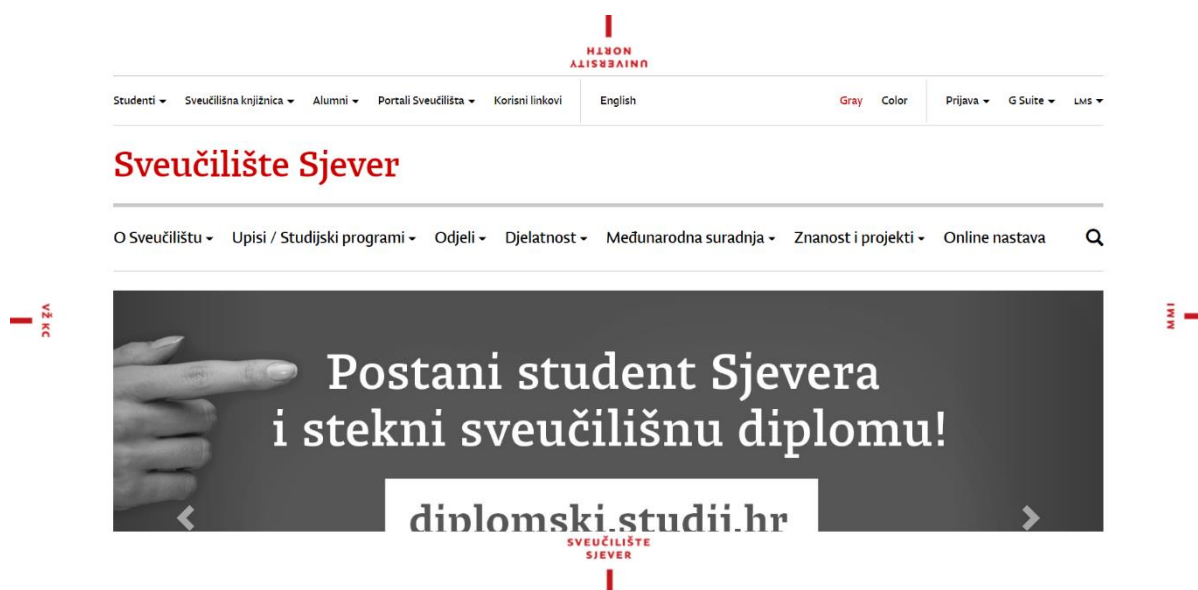 UNIVERSITY
NORTH
Studenti Sveučilišna knjižnica Alumni Portali Sveučilišta Korisni linkovi English Gray Color Prijava G Suite LMS
Sveučilište Sjever
O Sveučilištu Upisi / Studijski programi Odjeli Djelatnost Međunarodna suradnja Znanost i projekti Online nastava
VŽ KC
Postani student Sjevera
i stekni sveučilišnu diplomu!
diplomski.studij.hr
SVEUČILIŠTE
SJEVER